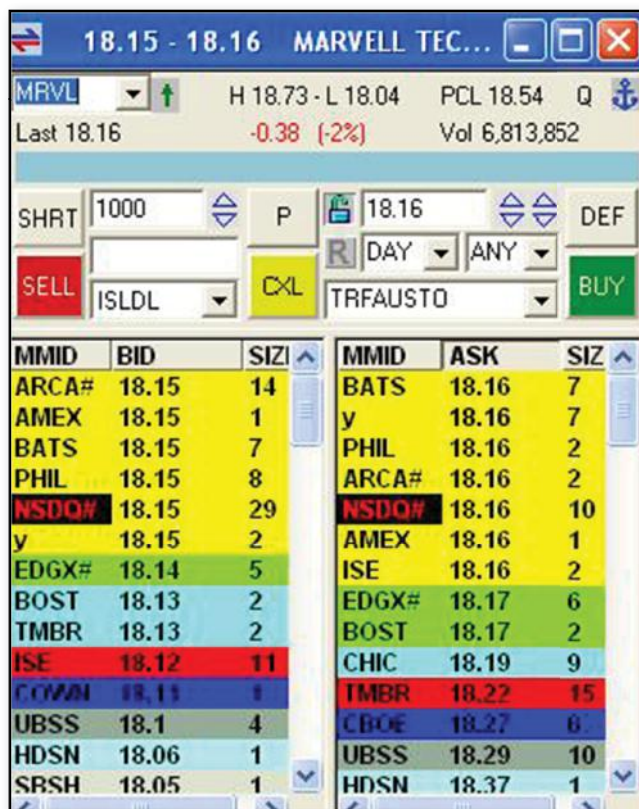 18.15 - 18.16 MARVELL TEC...
MRVL H 18.73 - L 18.04 PCL 18.54 Q
Last 18.16 -0.38 (-2%) Vol 6,813,852
SHRT 1000 P 18.16 DEF
R DAY ANY
SELL ISLDL CXL TRFAUSTO BUY
MMID BID SIZ MMID ASK SIZ
ARCA# 18.15 14 BATS 18.16 7
AMEX 18.15 1 y 18.16 7
BATS 18.15 7 PHIL 18.16 2
PHIL 18.15 8 ARCA# 18.16 2
NSDQ# 18.15 29 NSDQ# 18.16 10
y 18.15 2 AMEX 18.16 1
EDGX# 18.14 5 ISE 18.16 2
BOST 18.13 2 EDGX# 18.17 6
TMBR 18.13 2 BOST 18.17 2
ISE 18.12 11 CHIC 18.19 9
COWN 18.11 1 TMBR 18.22 15
UBSS 18.1 4 CBOE 18.27 6
HDSN 18.06 1 UBSS 18.29 10
SBSH 18.05 1 HDSN 18.37 1